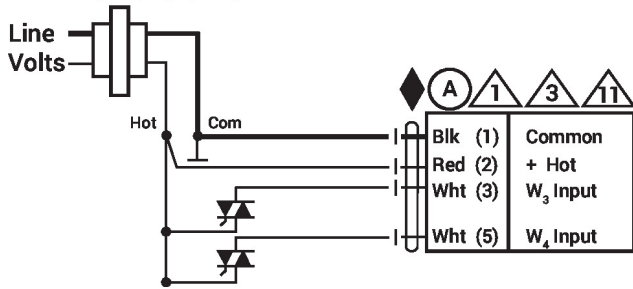 Line
Volts
Hot
Com
A
1
3
11
Blk (1) Common
Red (2) + Hot
Wht (3) W₃ Input
Wht (5) W₄ Input